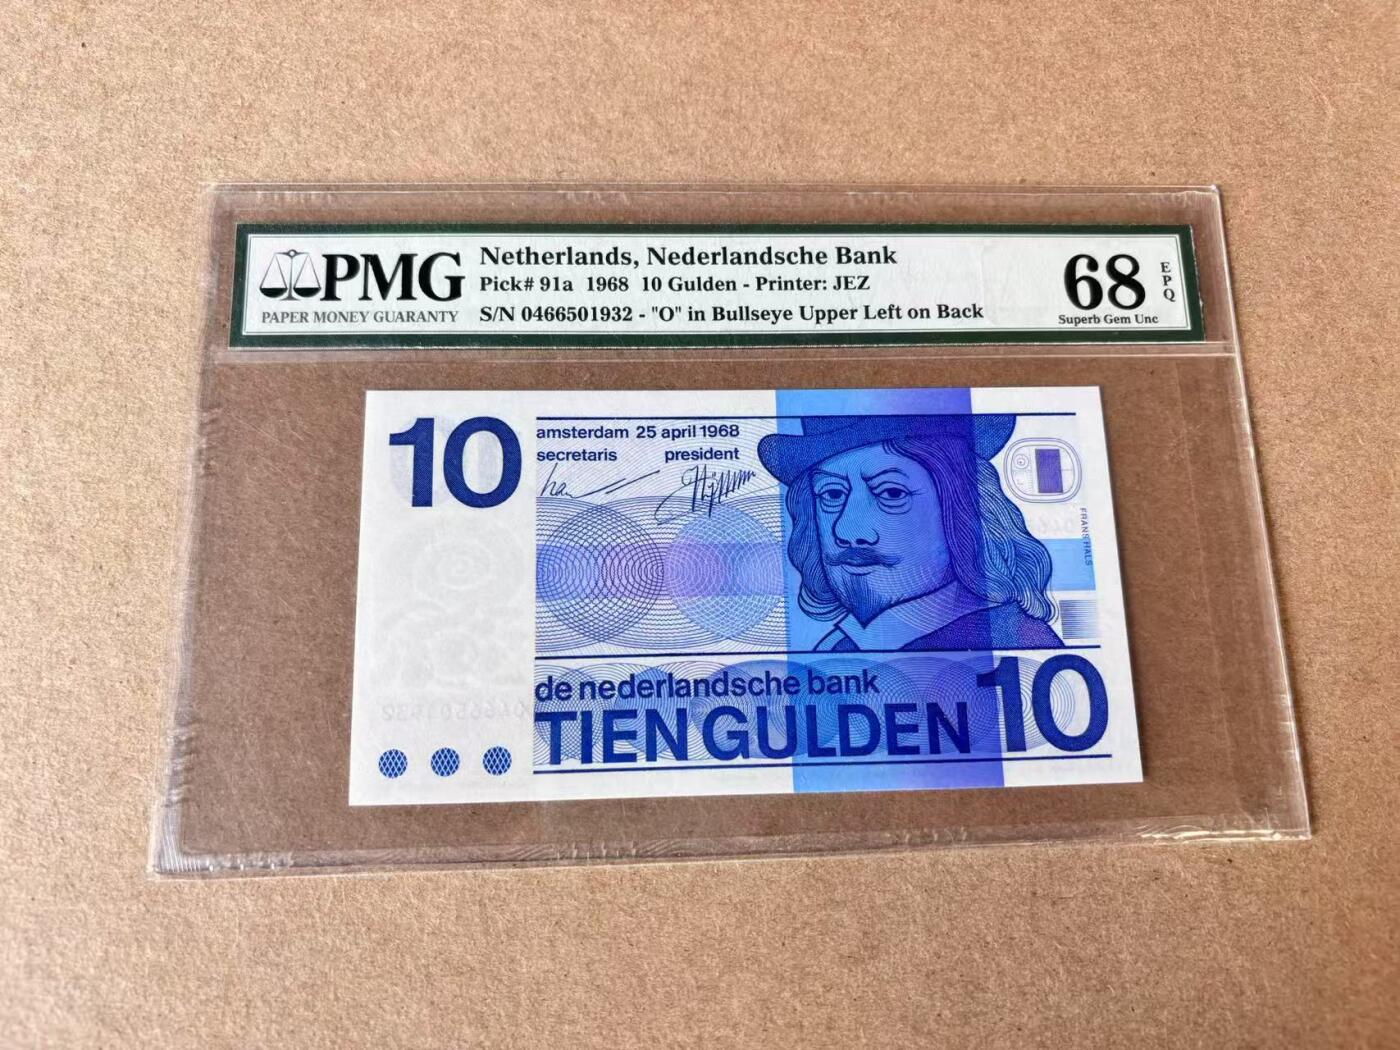 PMG
PAPER MONEY GUARANTY
Netherlands, Nederlandsche Bank
Pick# 91a 1968 10 Gulden - Printer: JEZ
S/N 0466501932 - "O" in Bullseye Upper Left on Back
68
EPQ
Superb Gem Unc
10
amsterdam 25 april 1968
secretaris president
FRANS HALS
de nederlandsche bank
TIEN GULDEN
10